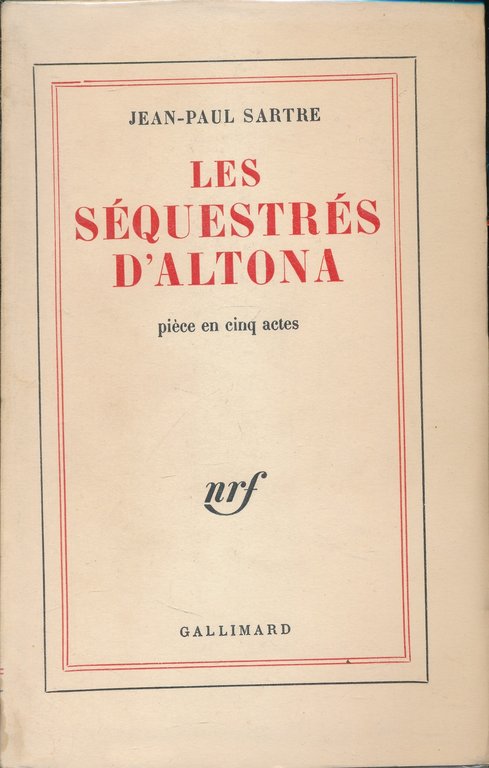 JEAN-PAUL SARTRE
LES
SÉQUESTRÉS
D'ALTONA
pièce en cinq actes
nrf
GALLIMARD